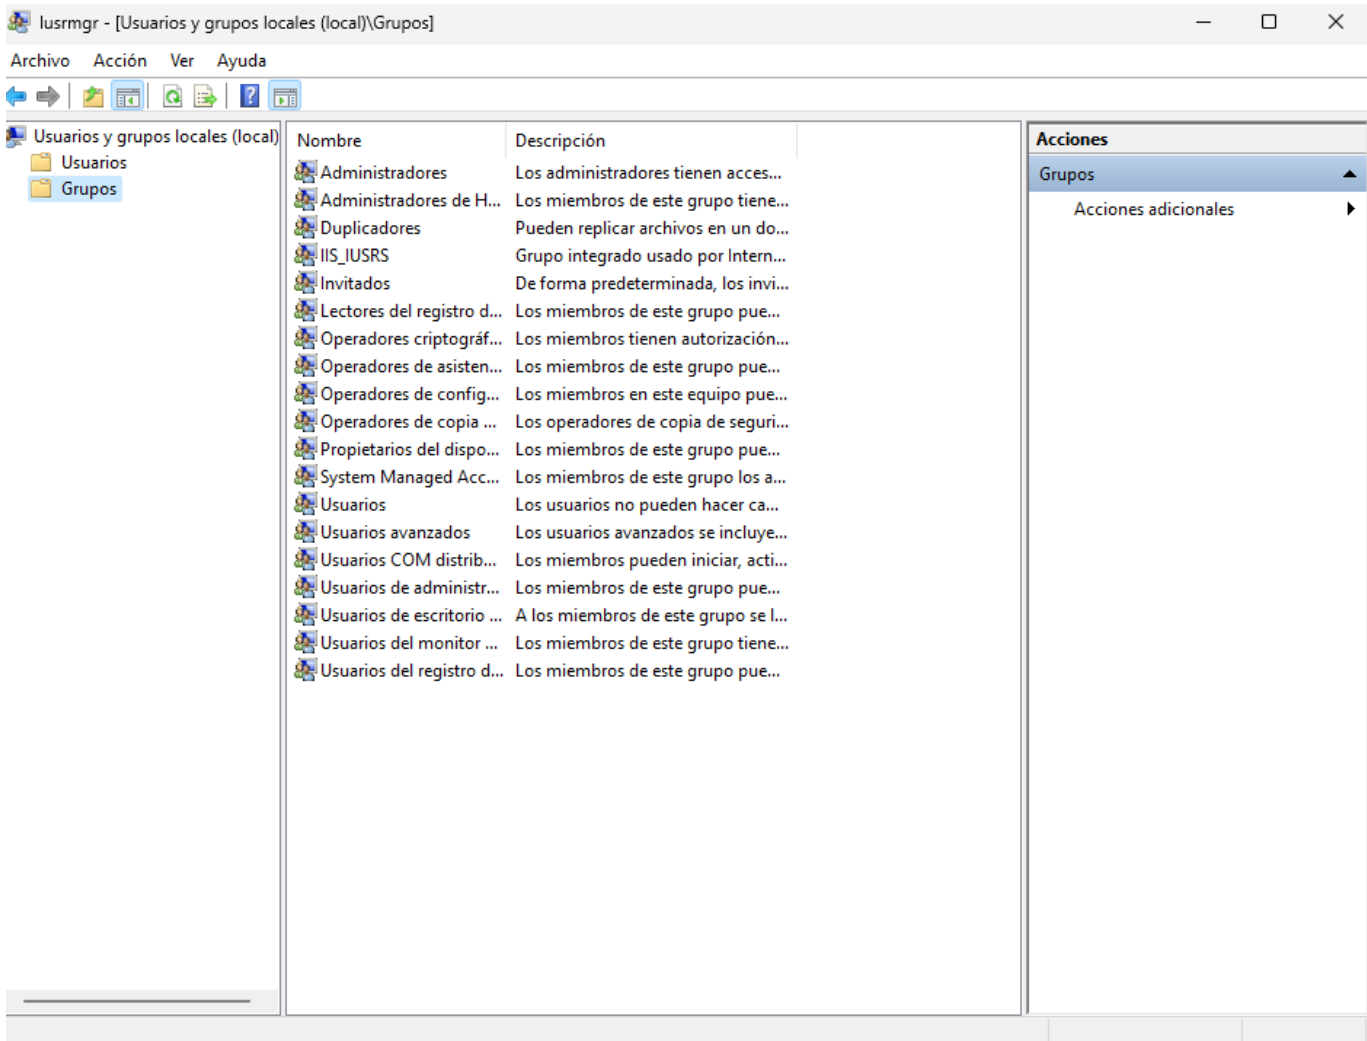 lusrmgr - [Usuarios y grupos locales (local)\Grupos]
Archivo Acción Ver Ayuda
Usuarios y grupos locales (local)
Usuarios
Grupos
Nombre Descripción
Administradores Los administradores tienen acces...
Administradores de H... Los miembros de este grupo tiene...
Duplicadores Pueden replicar archivos en un do...
IIS_IUSRS Grupo integrado usado por Intern...
Invitados De forma predeterminada, los invi...
Lectores del registro d... Los miembros de este grupo pue...
Operadores criptográf... Los miembros tienen autorización...
Operadores de asisten... Los miembros de este grupo pue...
Operadores de config... Los miembros en este equipo pue...
Operadores de copia ... Los operadores de copia de seguri...
Propietarios del dispo... Los miembros de este grupo pue...
System Managed Acc... Los miembros de este grupo los a...
Usuarios Los usuarios no pueden hacer ca...
Usuarios avanzados Los usuarios avanzados se incluye...
Usuarios COM distrib... Los miembros pueden iniciar, acti...
Usuarios de administr... Los miembros de este grupo pue...
Usuarios de escritorio ... A los miembros de este grupo se l...
Usuarios del monitor ... Los miembros de este grupo tiene...
Usuarios del registro d... Los miembros de este grupo pue...
Acciones
Grupos
Acciones adicionales